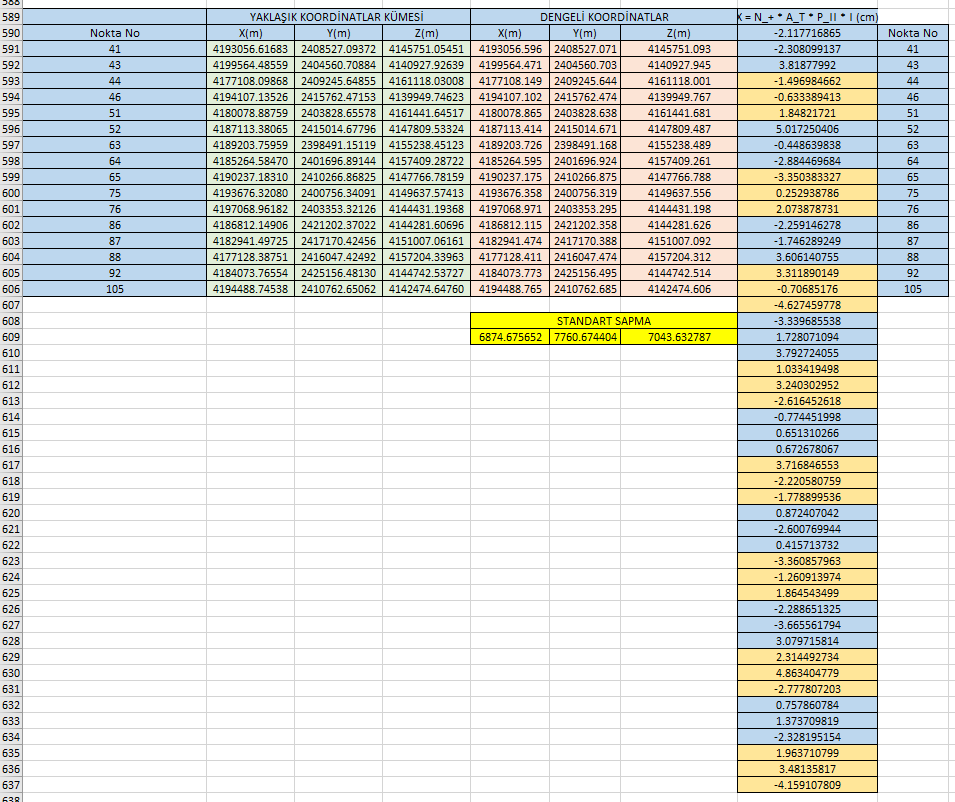 588
589 YAKLAŞIK KOORDİNATLAR KÜMESİ DENGELİ KOORDİNATLAR X = N_+ * A_T * P_ll * l (cm)
590 Nokta No X(m) Y(m) Z(m) X(m) Y(m) Z(m) -2.117716865 Nokta No
591 41 4193056.61683 2408527.09372 4145751.05451 4193056.596 2408527.071 4145751.093 -2.308099137 41
592 43 4199564.48559 2404560.70884 4140927.92639 4199564.471 2404560.703 4140927.945 3.81877992 43
593 44 4177108.09868 2409245.64855 4161118.03008 4177108.149 2409245.644 4161118.001 -1.496984662 44
594 46 4194107.13526 2415762.47153 4139949.74623 4194107.102 2415762.474 4139949.767 -0.633389413 46
595 51 4180078.88759 2403828.65578 4161441.64517 4180078.865 2403828.638 4161441.681 1.84821721 51
596 52 4187113.38065 2415014.67796 4147809.53324 4187113.414 2415014.671 4147809.487 5.017250406 52
597 63 4189203.75959 2398491.15119 4155238.45123 4189203.726 2398491.168 4155238.489 -0.448639838 63
598 64 4185264.58470 2401696.89144 4157409.28722 4185264.595 2401696.924 4157409.261 -2.884469684 64
599 65 4190237.18310 2410266.86825 4147766.78159 4190237.175 2410266.875 4147766.788 -3.350383327 65
600 75 4193676.32080 2400756.34091 4149637.57413 4193676.358 2400756.319 4149637.556 0.252938786 75
601 76 4197068.96182 2403353.32126 4144431.19368 4197068.971 2403353.295 4144431.198 2.073878731 76
602 86 4186812.14906 2421202.37022 4144281.60696 4186812.115 2421202.358 4144281.626 -2.259146278 86
603 87 4182941.49725 2417170.42456 4151007.06161 4182941.474 2417170.388 4151007.092 -1.746289249 87
604 88 4177128.38751 2416047.42492 4157204.33963 4177128.411 2416047.474 4157204.312 3.606140755 88
605 92 4184073.76554 2425156.48130 4144742.53727 4184073.773 2425156.495 4144742.514 3.311890149 92
606 105 4194488.74538 2410762.65062 4142474.64760 4194488.765 2410762.685 4142474.606 -0.70685176 105
607 -4.627459778
608 STANDART SAPMA -3.339685538
609 6874.675652 7760.674404 7043.632787 1.728071094
610 3.792724055
611 1.033419498
612 3.240302952
613 -2.616452618
614 -0.774451998
615 0.651310266
616 0.672678067
617 3.716846553
618 -2.220580759
619 -1.778899536
620 0.872407042
621 -2.600769944
622 0.415713732
623 -3.360857963
624 -1.260913974
625 1.864543499
626 -2.288651325
627 -3.665561794
628 3.079715814
629 2.314492734
630 4.863404779
631 -2.777807203
632 0.757860784
633 1.373709819
634 -2.328195154
635 1.963710799
636 3.48135817
637 -4.159107809
638